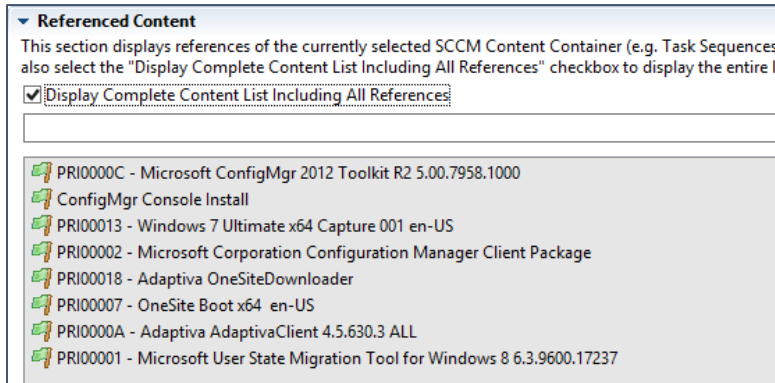 Referenced Content
This section displays references of the currently selected SCCM Content Container (e.g. Task Sequences
also select the "Display Complete Content List Including All References" checkbox to display the entire
Display Complete Content List Including All References
PRI0000C - Microsoft ConfigMgr 2012 Toolkit R2 5.00.7958.1000
ConfigMgr Console Install
PRI00013 - Windows 7 Ultimate x64 Capture 001 en-US
PRI00002 - Microsoft Corporation Configuration Manager Client Package
PRI00018 - Adaptiva OneSiteDownloader
PRI00007 - OneSite Boot x64  en-US
PRI0000A - Adaptiva AdaptivaClient 4.5.630.3 ALL
PRI00001 - Microsoft User State Migration Tool for Windows 8 6.3.9600.17237